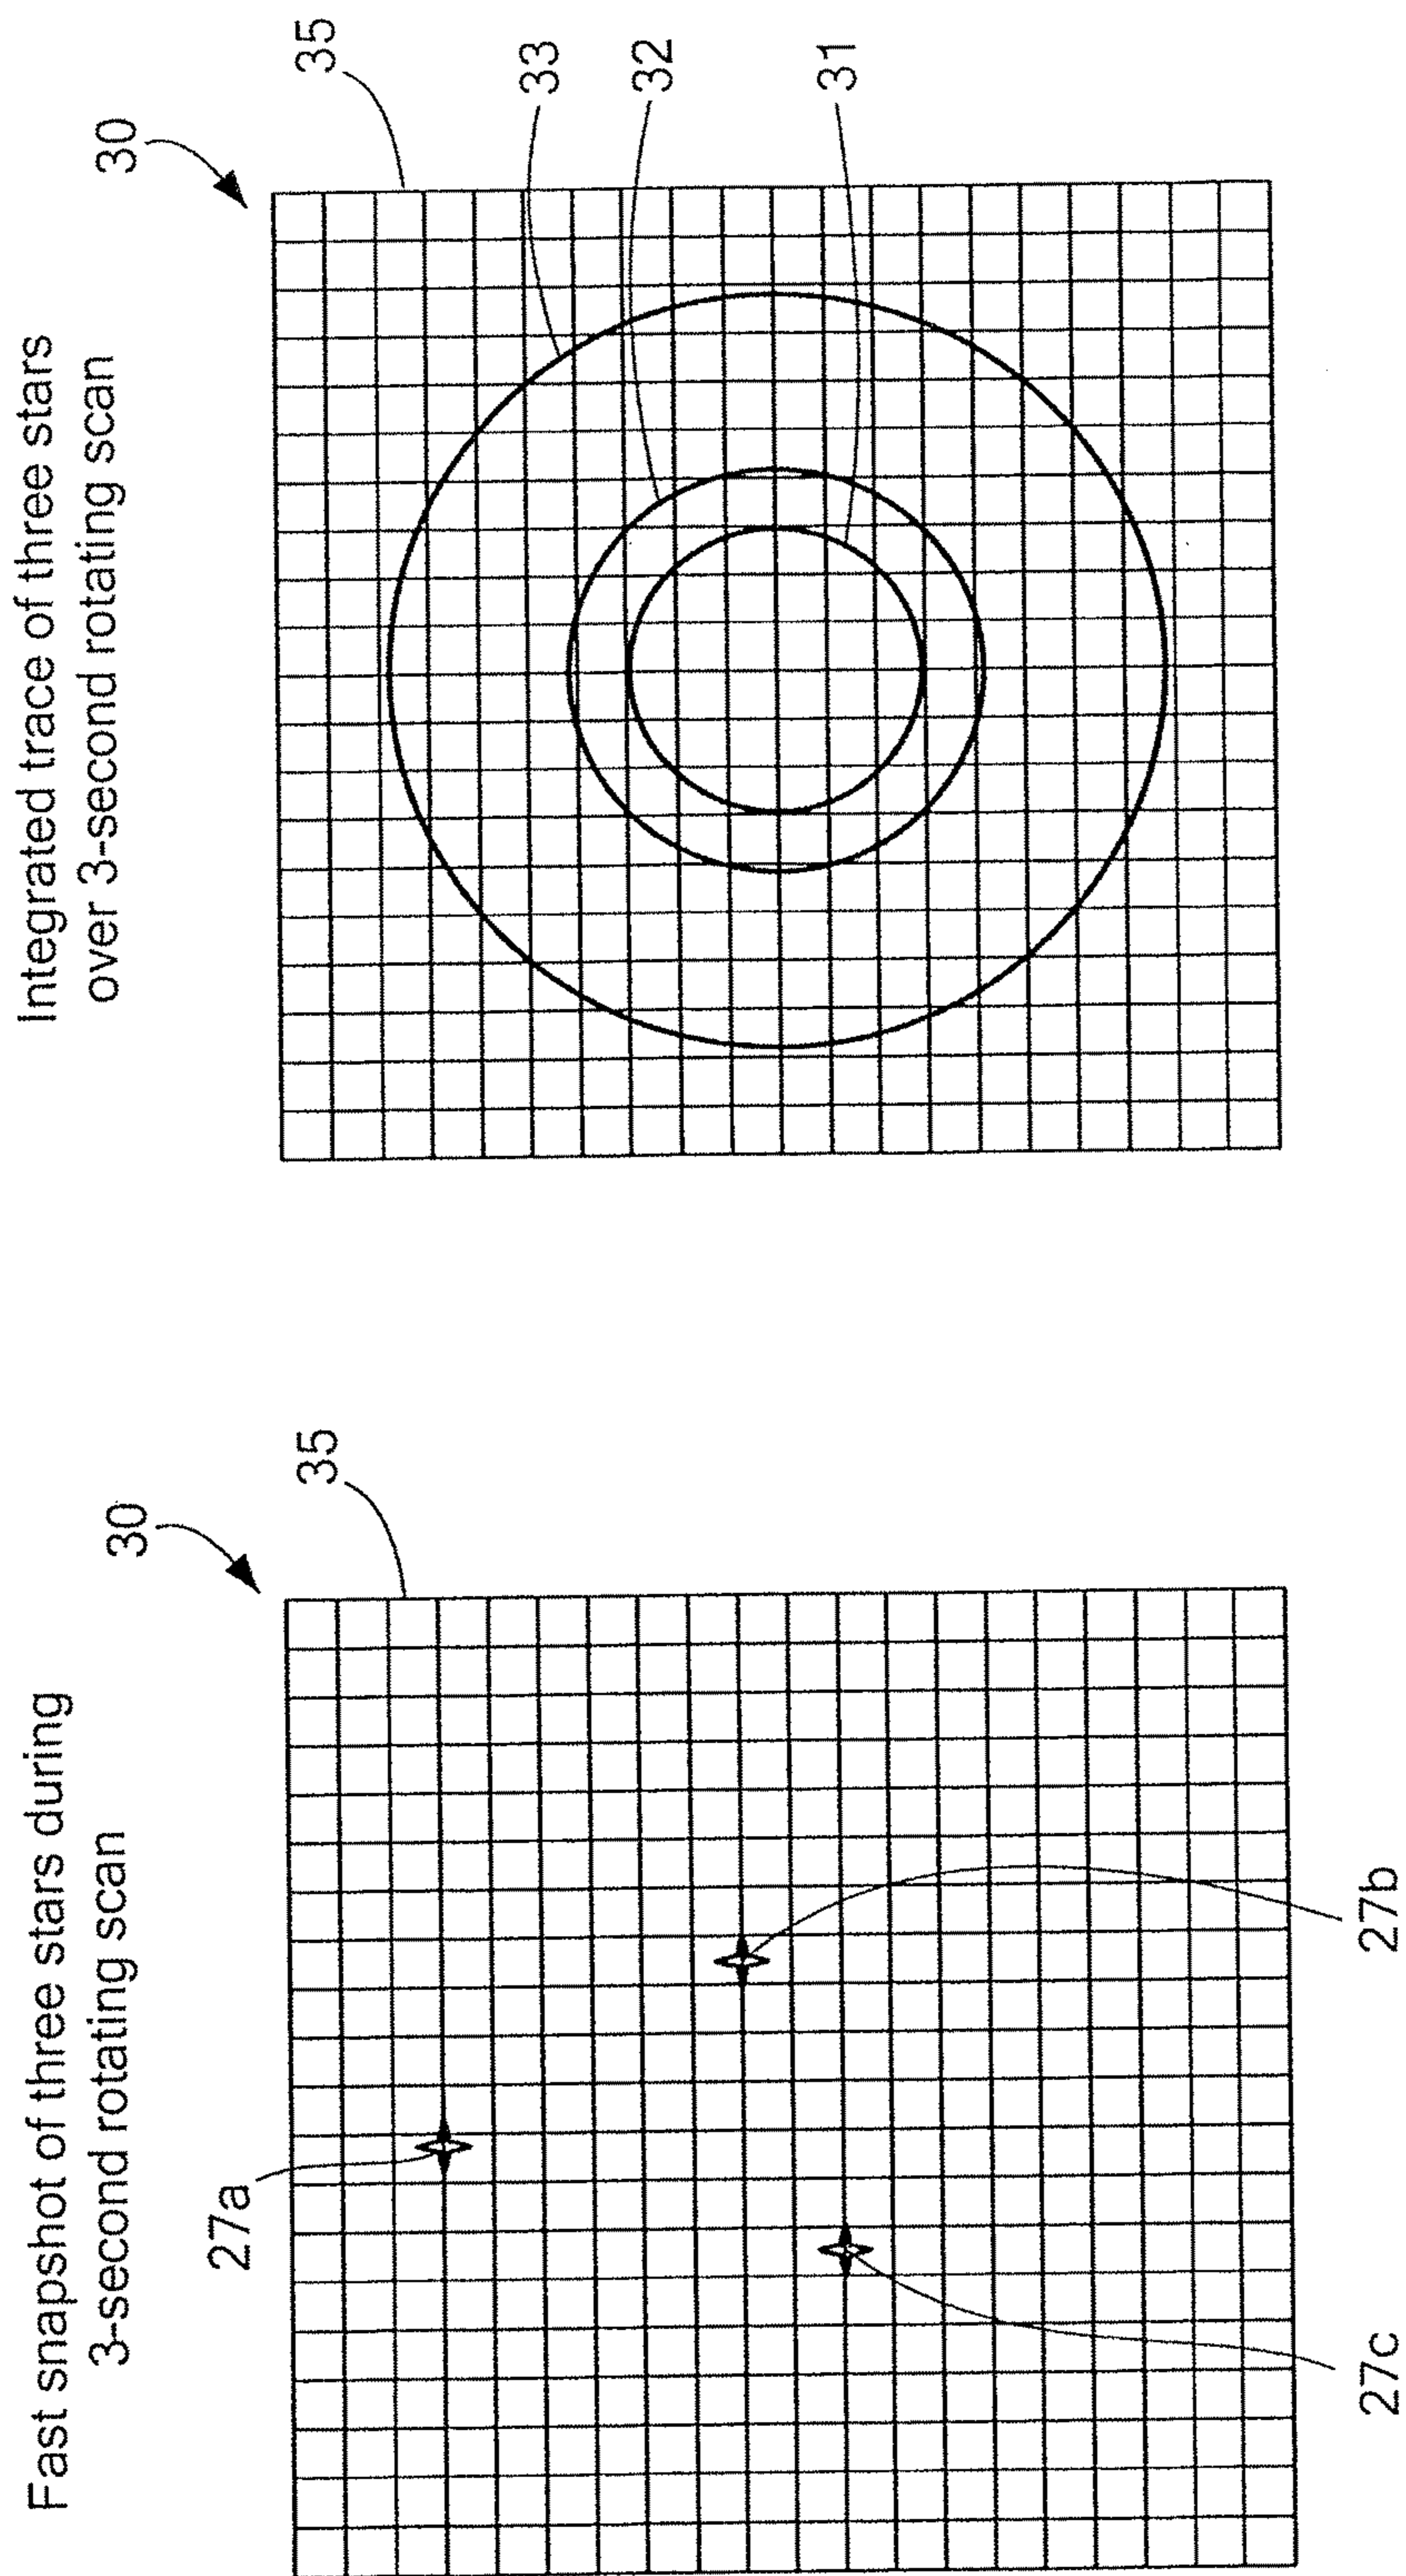 Fast snapshot of three stars during
3-second rotating scan
30
35
27a
27b
27c
Integrated trace of three stars
over 3-second rotating scan
30
35
33
32
31